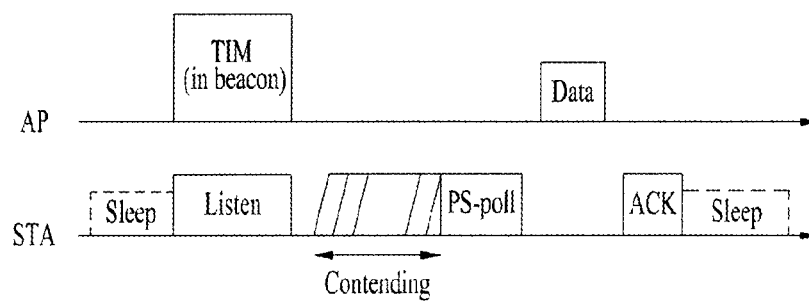 TIM
(in beacon)
Data
AP
Sleep
Listen
PS-poll
ACK
Sleep
STA
Contending